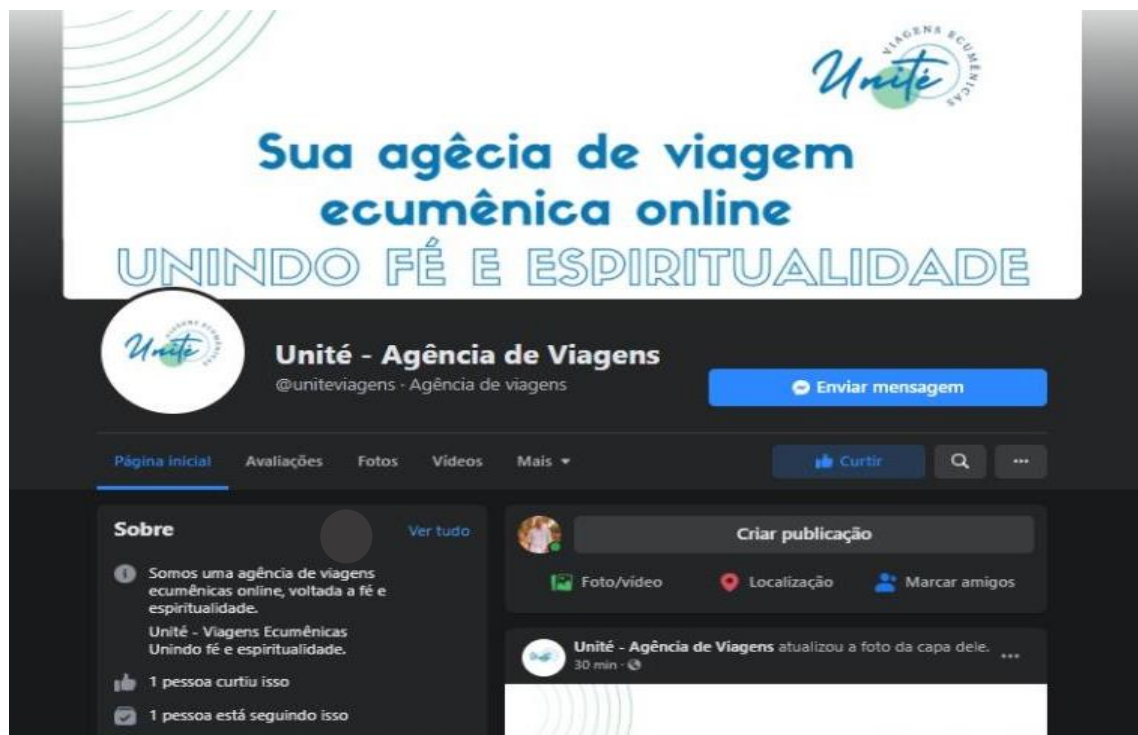 Unité
VIAGENS ECUMÊNICAS
Sua agêcia de viagem
ecumênica online
UNINDO FÉ E ESPIRITUALIDADE
Unité
VIAGENS ECUMÊNICAS
Unité - Agência de Viagens
@uniteviagens · Agência de viagens
Enviar mensagem
Página inicial Avaliações Fotos Vídeos Mais
Curtir
Sobre Ver tudo
Somos uma agência de viagens
ecumênicas online, voltada a fé e
espiritualidade.
Unité - Viagens Ecumênicas
Unindo fé e espiritualidade.
1 pessoa curtiu isso
1 pessoa está seguindo isso
Criar publicação
Foto/vídeo Localização Marcar amigos
Unité - Agência de Viagens atualizou a foto da capa dele.
30 min ·